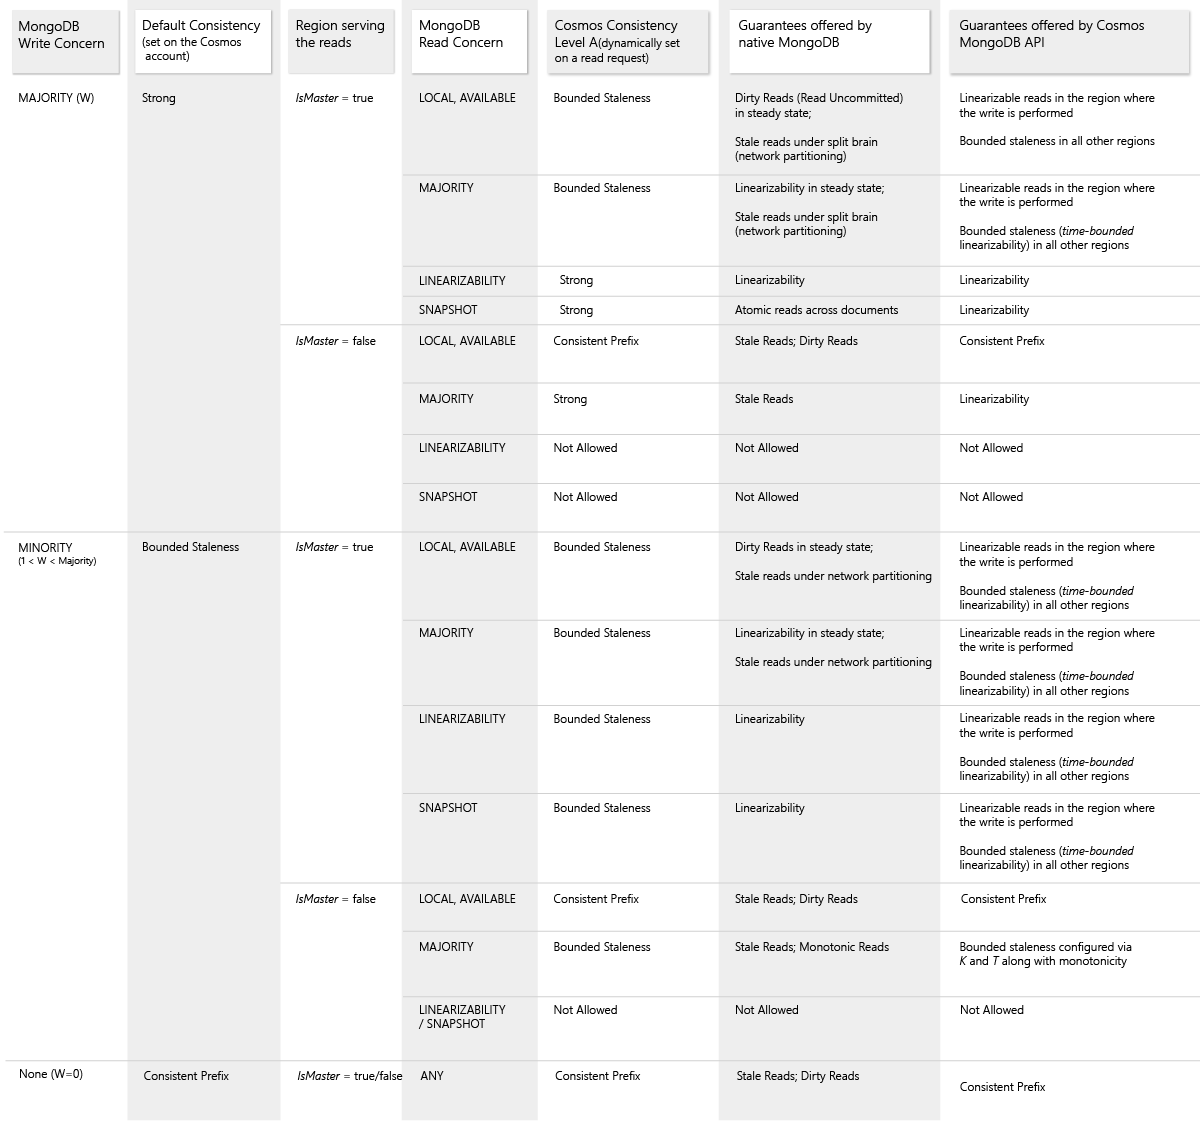 MongoDB
Write Concern
Default Consistency
(set on the Cosmos
account)
Region serving
the reads
MongoDB
Read Concern
Cosmos Consistency
Level A(dynamically set
on a read request)
Guarantees offered by
native MongoDB
Guarantees offered by Cosmos
MongoDB API
MAJORITY (W)
Strong
IsMaster = true
LOCAL, AVAILABLE
Bounded Staleness
Dirty Reads (Read Uncommitted)
in steady state;
Stale reads under split brain
(network partitioning)
Linearizable reads in the region where
the write is performed
Bounded staleness in all other regions
MAJORITY
Bounded Staleness
Linearizability in steady state;
Stale reads under split brain
(network partitioning)
Linearizable reads in the region where
the write is performed
Bounded staleness (time-bounded
linearizability) in all other regions
LINEARIZABILITY
Strong
Linearizability
Linearizability
SNAPSHOT
Strong
Atomic reads across documents
Linearizability
IsMaster = false
LOCAL, AVAILABLE
Consistent Prefix
Stale Reads; Dirty Reads
Consistent Prefix
MAJORITY
Strong
Stale Reads
Linearizability
LINEARIZABILITY
Not Allowed
Not Allowed
Not Allowed
SNAPSHOT
Not Allowed
Not Allowed
Not Allowed
MINORITY
(1 < W < Majority)
Bounded Staleness
IsMaster = true
LOCAL, AVAILABLE
Bounded Staleness
Dirty Reads in steady state;
Stale reads under network partitioning
Linearizable reads in the region where
the write is performed
Bounded staleness (time-bounded
linearizability) in all other regions
MAJORITY
Bounded Staleness
Linearizability in steady state;
Stale reads under network partitioning
Linearizable reads in the region where
the write is performed
Bounded staleness (time-bounded
linearizability) in all other regions
LINEARIZABILITY
Bounded Staleness
Linearizability
Linearizable reads in the region where
the write is performed
Bounded staleness (time-bounded
linearizability) in all other regions
SNAPSHOT
Bounded Staleness
Linearizability
Linearizable reads in the region where
the write is performed
Bounded staleness (time-bounded
linearizability) in all other regions
IsMaster = false
LOCAL, AVAILABLE
Consistent Prefix
Stale Reads; Dirty Reads
Consistent Prefix
MAJORITY
Bounded Staleness
Stale Reads; Monotonic Reads
Bounded staleness configured via
K and T along with monotonicity
LINEARIZABILITY
/ SNAPSHOT
Not Allowed
Not Allowed
Not Allowed
None (W=0)
Consistent Prefix
IsMaster = true/false
ANY
Consistent Prefix
Stale Reads; Dirty Reads
Consistent Prefix